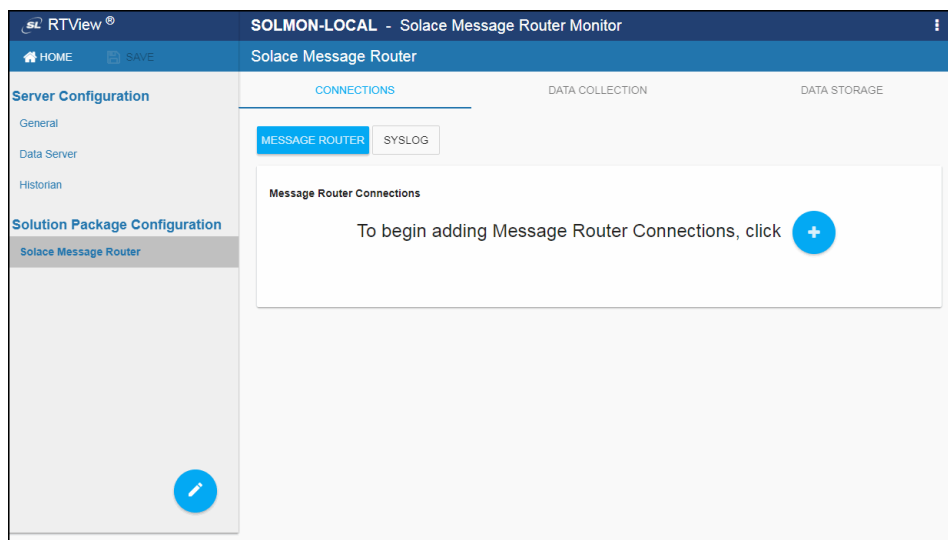 SL RTView ®
SOLMON-LOCAL - Solace Message Router Monitor
HOME
SAVE
Solace Message Router
Server Configuration
General
Data Server
Historian
Solution Package Configuration
Solace Message Router
CONNECTIONS
DATA COLLECTION
DATA STORAGE
MESSAGE ROUTER
SYSLOG
Message Router Connections
To begin adding Message Router Connections, click